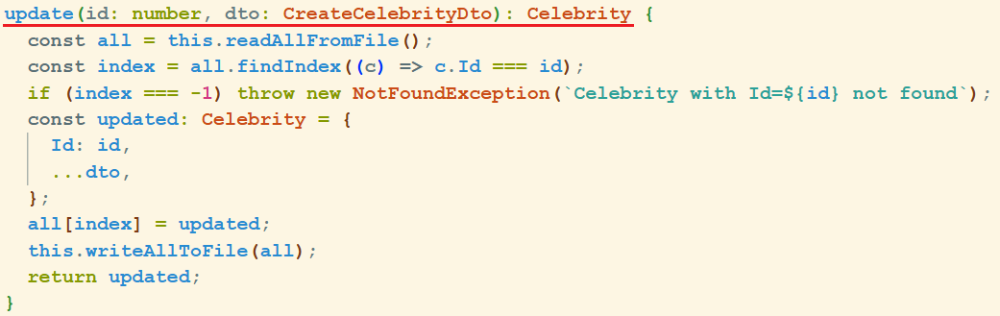 update(id: number, dto: CreateCelebrityDto): Celebrity {
  const all = this.readAllFromFile();
  const index = all.findIndex((c) => c.Id === id);
  if (index === -1) throw new NotFoundException(`Celebrity with Id=${id} not found`);
  const updated: Celebrity = {
    Id: id,
    ...dto,
  };
  all[index] = updated;
  this.writeAllToFile(all);
  return updated;
}